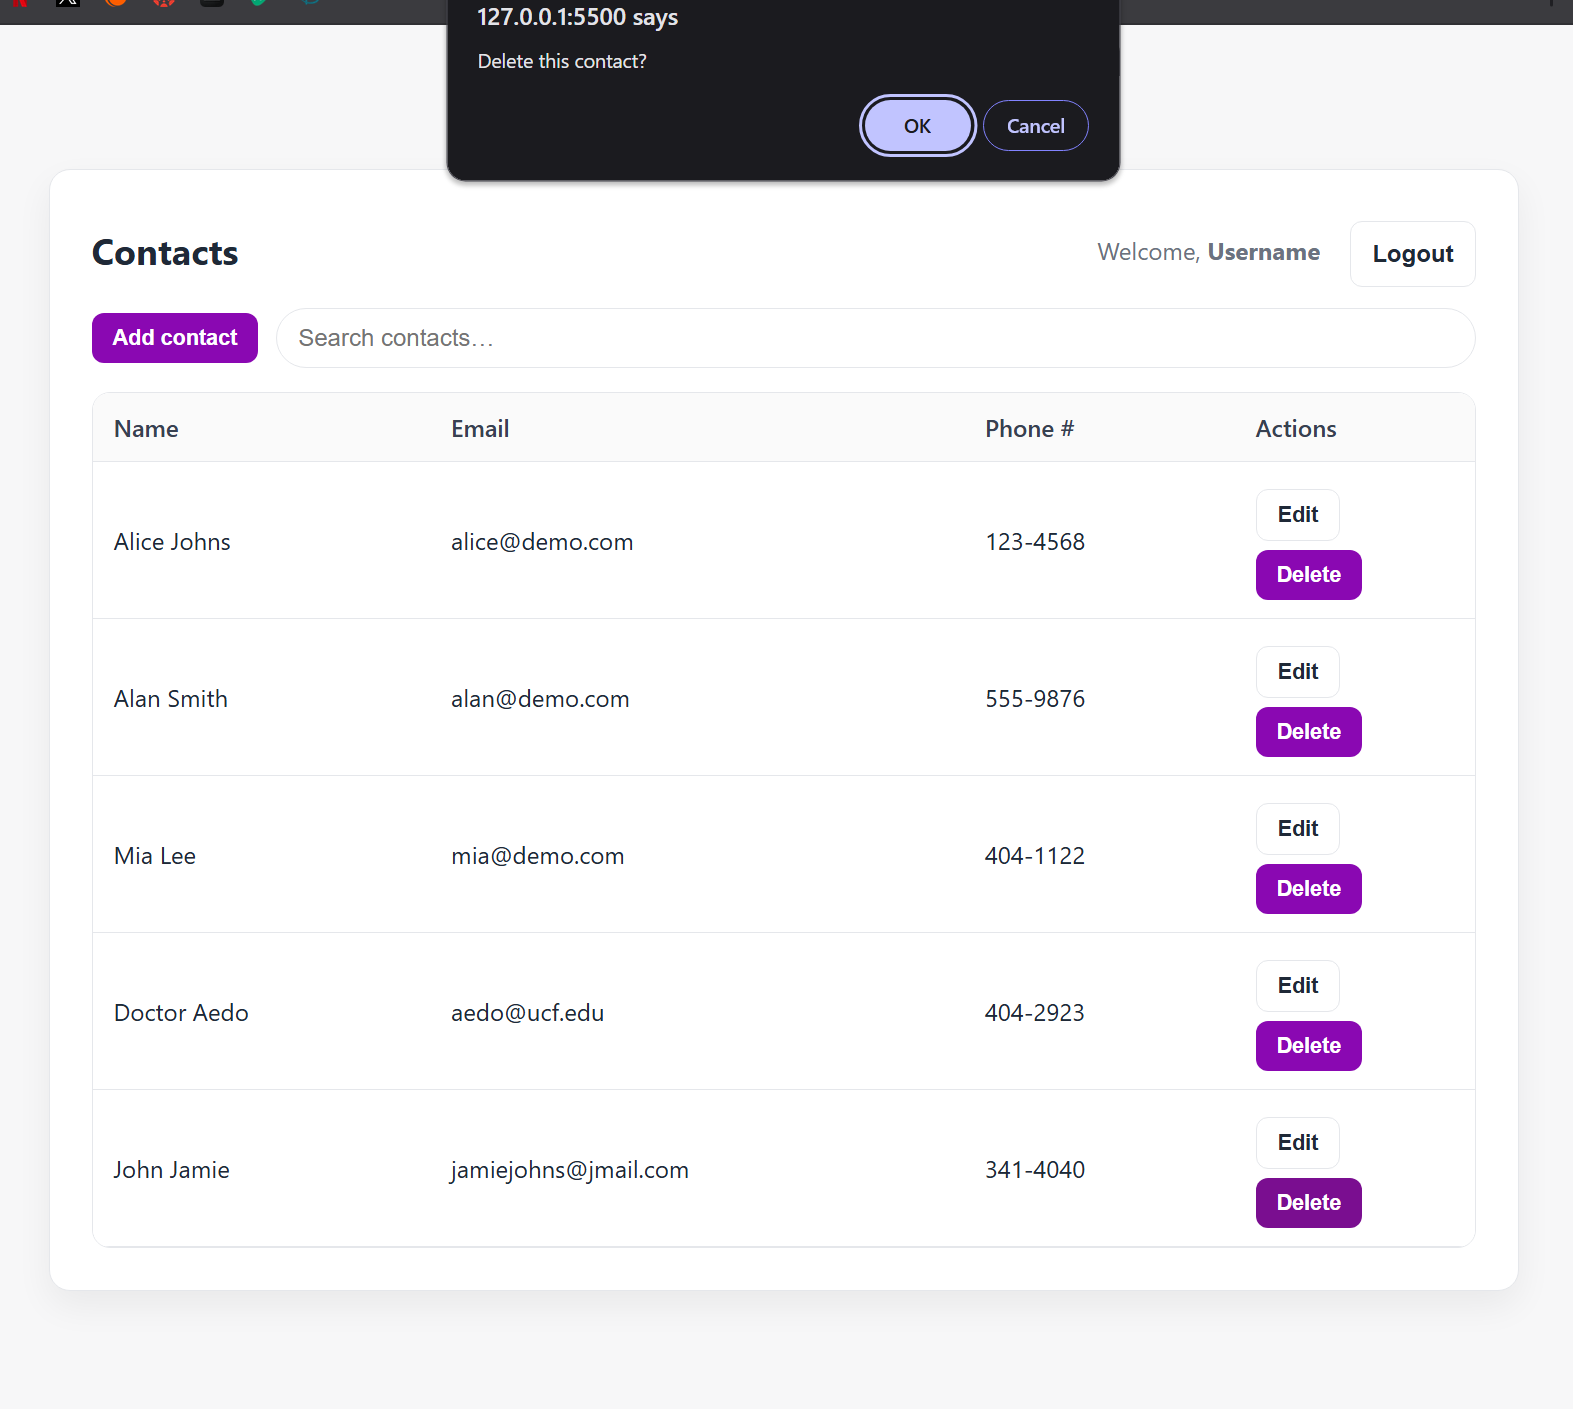 127.0.0.1:5500 says
Delete this contact?
OK Cancel
Contacts Welcome, Username Logout
Add contact Search contacts…
Name Email Phone # Actions
Alice Johns alice@demo.com 123-4568 Edit
Delete
Alan Smith alan@demo.com 555-9876 Edit
Delete
Mia Lee mia@demo.com 404-1122 Edit
Delete
Doctor Aedo aedo@ucf.edu 404-2923 Edit
Delete
John Jamie jamiejohns@jmail.com 341-4040 Edit
Delete